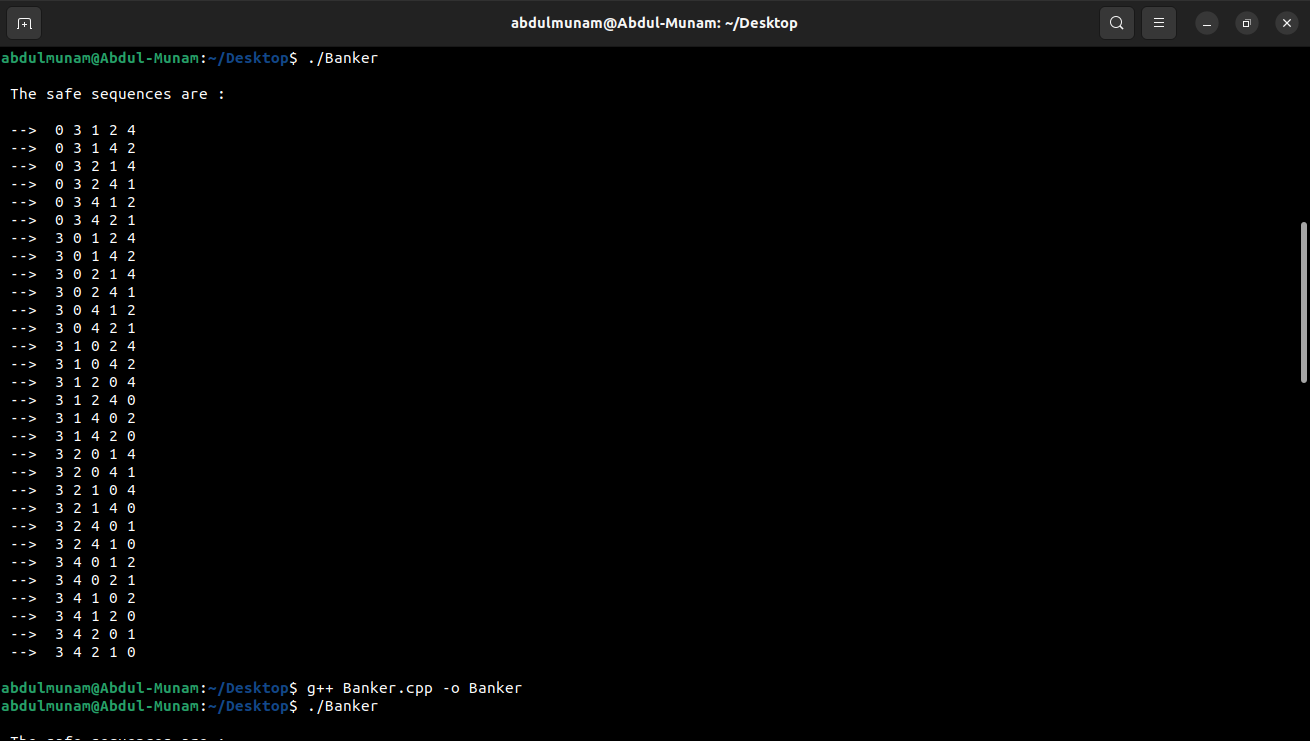 abdulmunam@Abdul-Munam: ~/Desktop
abdulmunam@Abdul-Munam:~/Desktop$ ./Banker
The safe sequences are :
--> 0 3 1 2 4
--> 0 3 1 4 2
--> 0 3 2 1 4
--> 0 3 2 4 1
--> 0 3 4 1 2
--> 0 3 4 2 1
--> 3 0 1 2 4
--> 3 0 1 4 2
--> 3 0 2 1 4
--> 3 0 2 4 1
--> 3 0 4 1 2
--> 3 0 4 2 1
--> 3 1 0 2 4
--> 3 1 0 4 2
--> 3 1 2 0 4
--> 3 1 2 4 0
--> 3 1 4 0 2
--> 3 1 4 2 0
--> 3 2 0 1 4
--> 3 2 0 4 1
--> 3 2 1 0 4
--> 3 2 1 4 0
--> 3 2 4 0 1
--> 3 2 4 1 0
--> 3 4 0 1 2
--> 3 4 0 2 1
--> 3 4 1 0 2
--> 3 4 1 2 0
--> 3 4 2 0 1
--> 3 4 2 1 0
abdulmunam@Abdul-Munam:~/Desktop$ g++ Banker.cpp -o Banker
abdulmunam@Abdul-Munam:~/Desktop$ ./Banker
The safe sequences are :